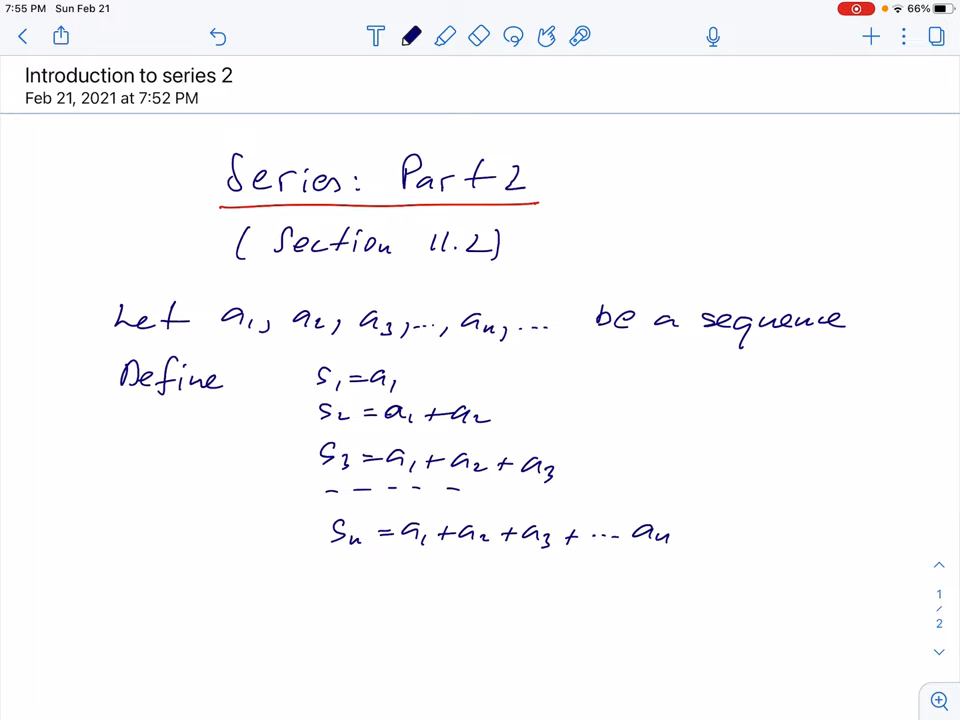 7:55 PM Sun Feb 21 66%
Introduction to series 2
Feb 21, 2021 at 7:52 PM
Series: Part 2
(Section 11.2)
Let a₁, a₂, a₃, ..., aₙ, ... be a sequence
Define s₁ = a₁
s₂ = a₁ + a₂
s₃ = a₁ + a₂ + a₃
– – – – –
sₙ = a₁ + a₂ + a₃ + ... aₙ
1
/
2